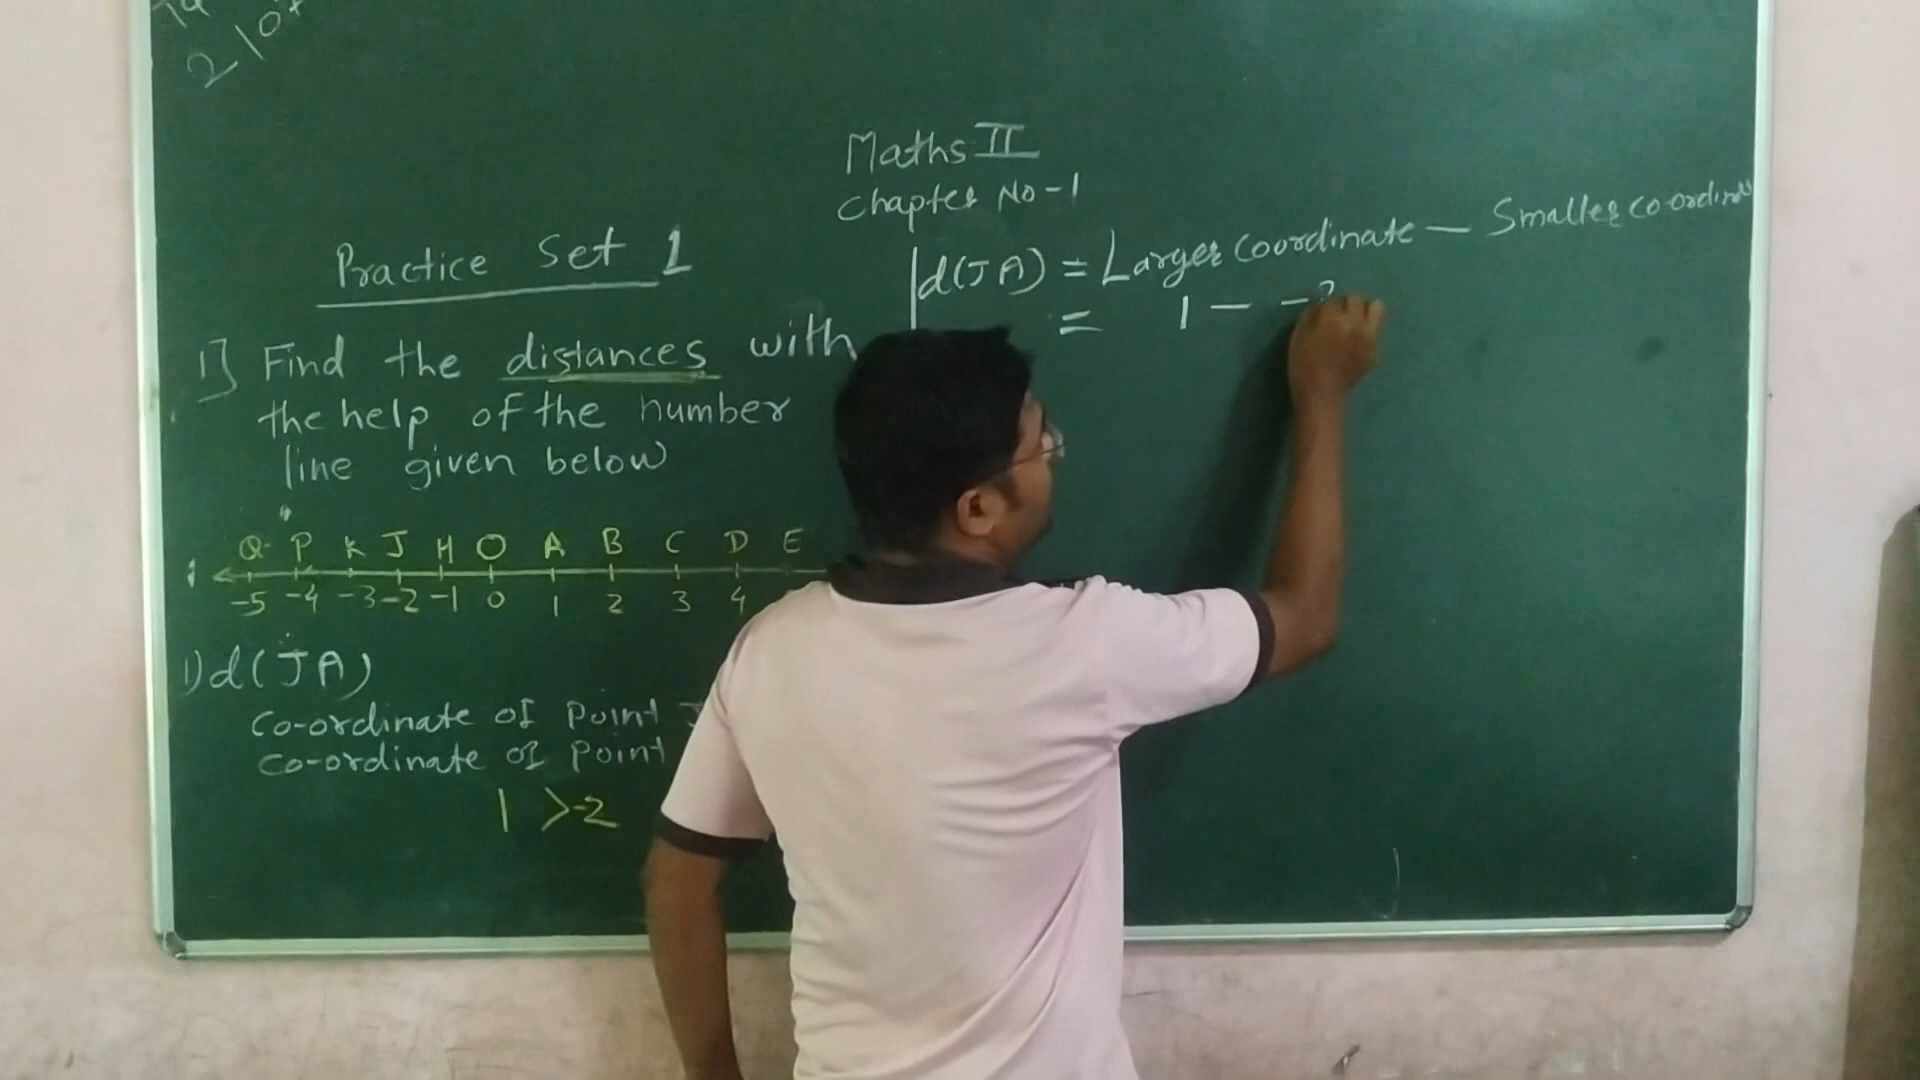 210
Maths II
Chapter No-1
Practice Set 1
1] Find the distances with
the help of the number
line given below
Q P K J H O A B C D E
-5 -4 -3 -2 -1 0 1 2 3 4
1) d(JA)
Co-ordinate of Point J
Co-ordinate of Point
1 > -2
d(JA) = Larger Coordinate — Smaller Co-ordinate
= 1 - -2